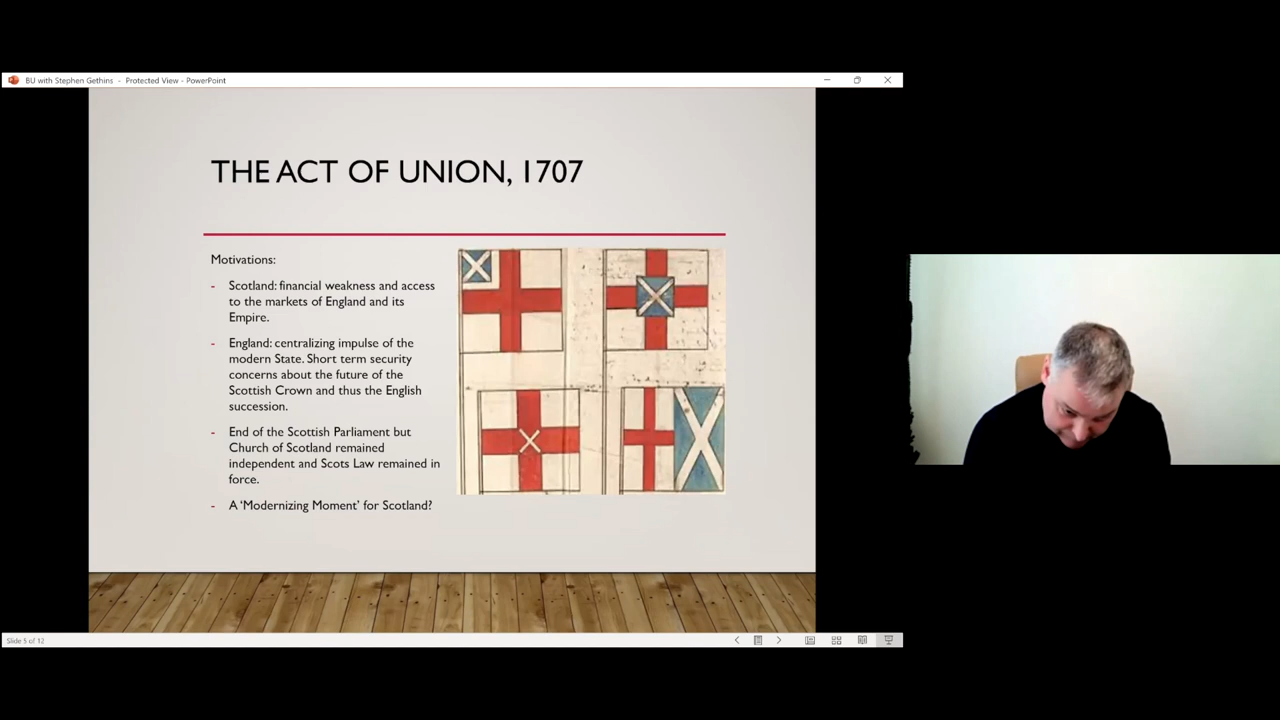 BU with Stephen Gethins - Protected View - PowerPoint
THE ACT OF UNION, 1707
Motivations:
- Scotland: financial weakness and access
to the markets of England and its
Empire.
- England: centralizing impulse of the
modern State. Short term security
concerns about the future of the
Scottish Crown and thus the English
succession.
- End of the Scottish Parliament but
Church of Scotland remained
independent and Scots Law remained in
force.
- A ‘Modernizing Moment’ for Scotland?
Slide 5 of 12